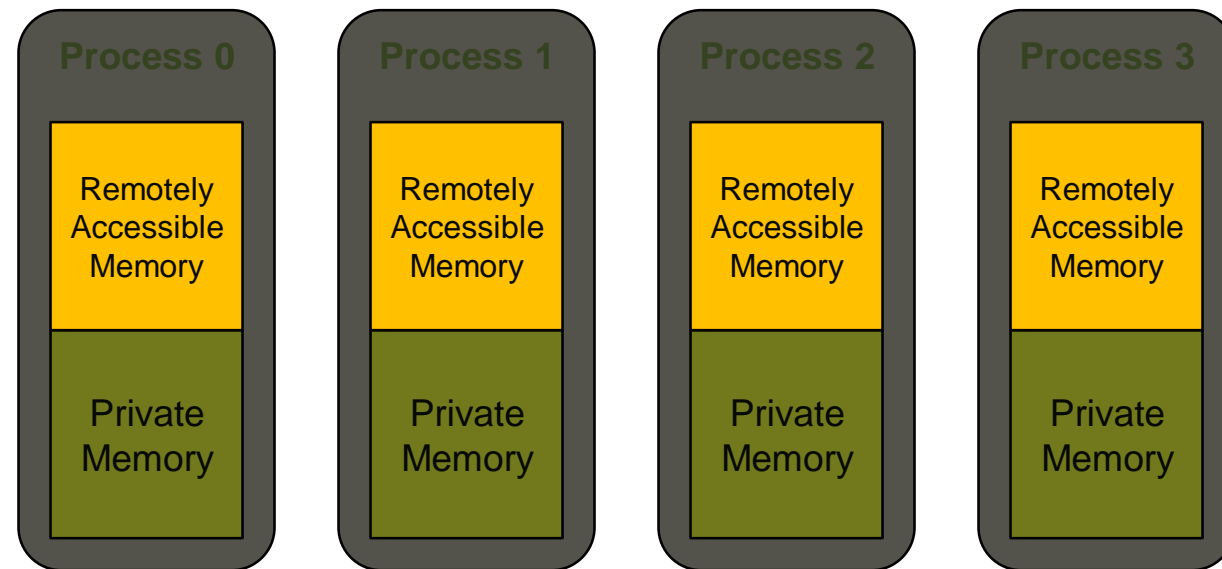 Process 0
Process 1
Process 2
Process 3
Remotely
Accessible
Memory
Remotely
Accessible
Memory
Remotely
Accessible
Memory
Remotely
Accessible
Memory
Private
Memory
Private
Memory
Private
Memory
Private
Memory